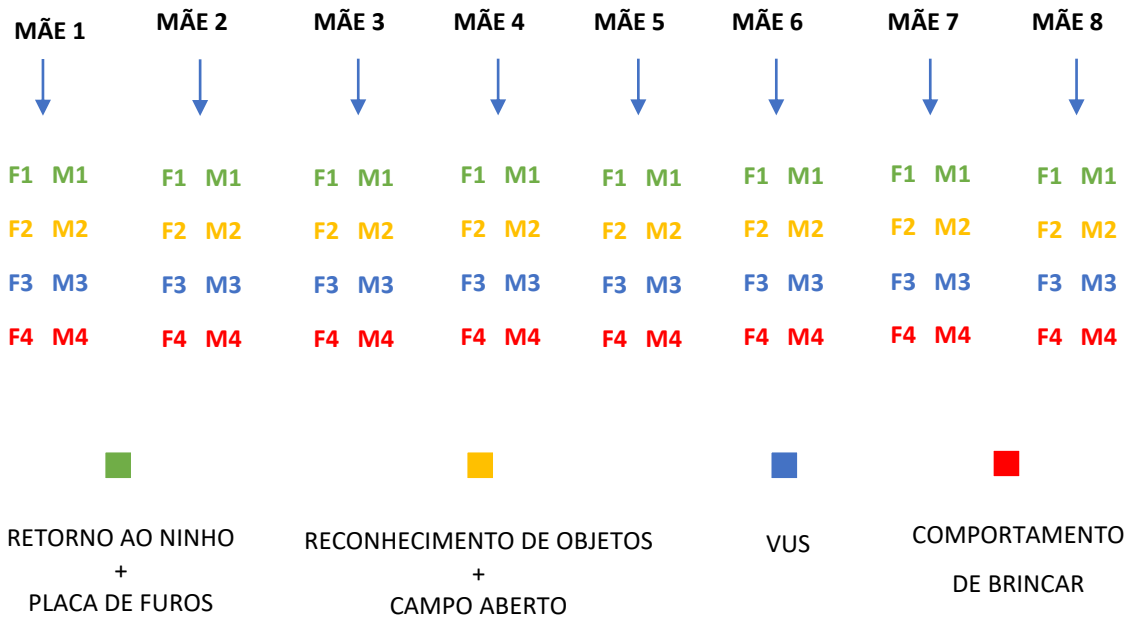 MÃE 1 MÃE 2 MÃE 3 MÃE 4 MÃE 5 MÃE 6 MÃE 7 MÃE 8
F1 M1 F1 M1 F1 M1 F1 M1 F1 M1 F1 M1 F1 M1 F1 M1
F2 M2 F2 M2 F2 M2 F2 M2 F2 M2 F2 M2 F2 M2 F2 M2
F3 M3 F3 M3 F3 M3 F3 M3 F3 M3 F3 M3 F3 M3 F3 M3
F4 M4 F4 M4 F4 M4 F4 M4 F4 M4 F4 M4 F4 M4 F4 M4
RETORNO AO NINHO
+
PLACA DE FUROS
RECONHECIMENTO DE OBJETOS
+
CAMPO ABERTO
VUS
COMPORTAMENTO
DE BRINCAR